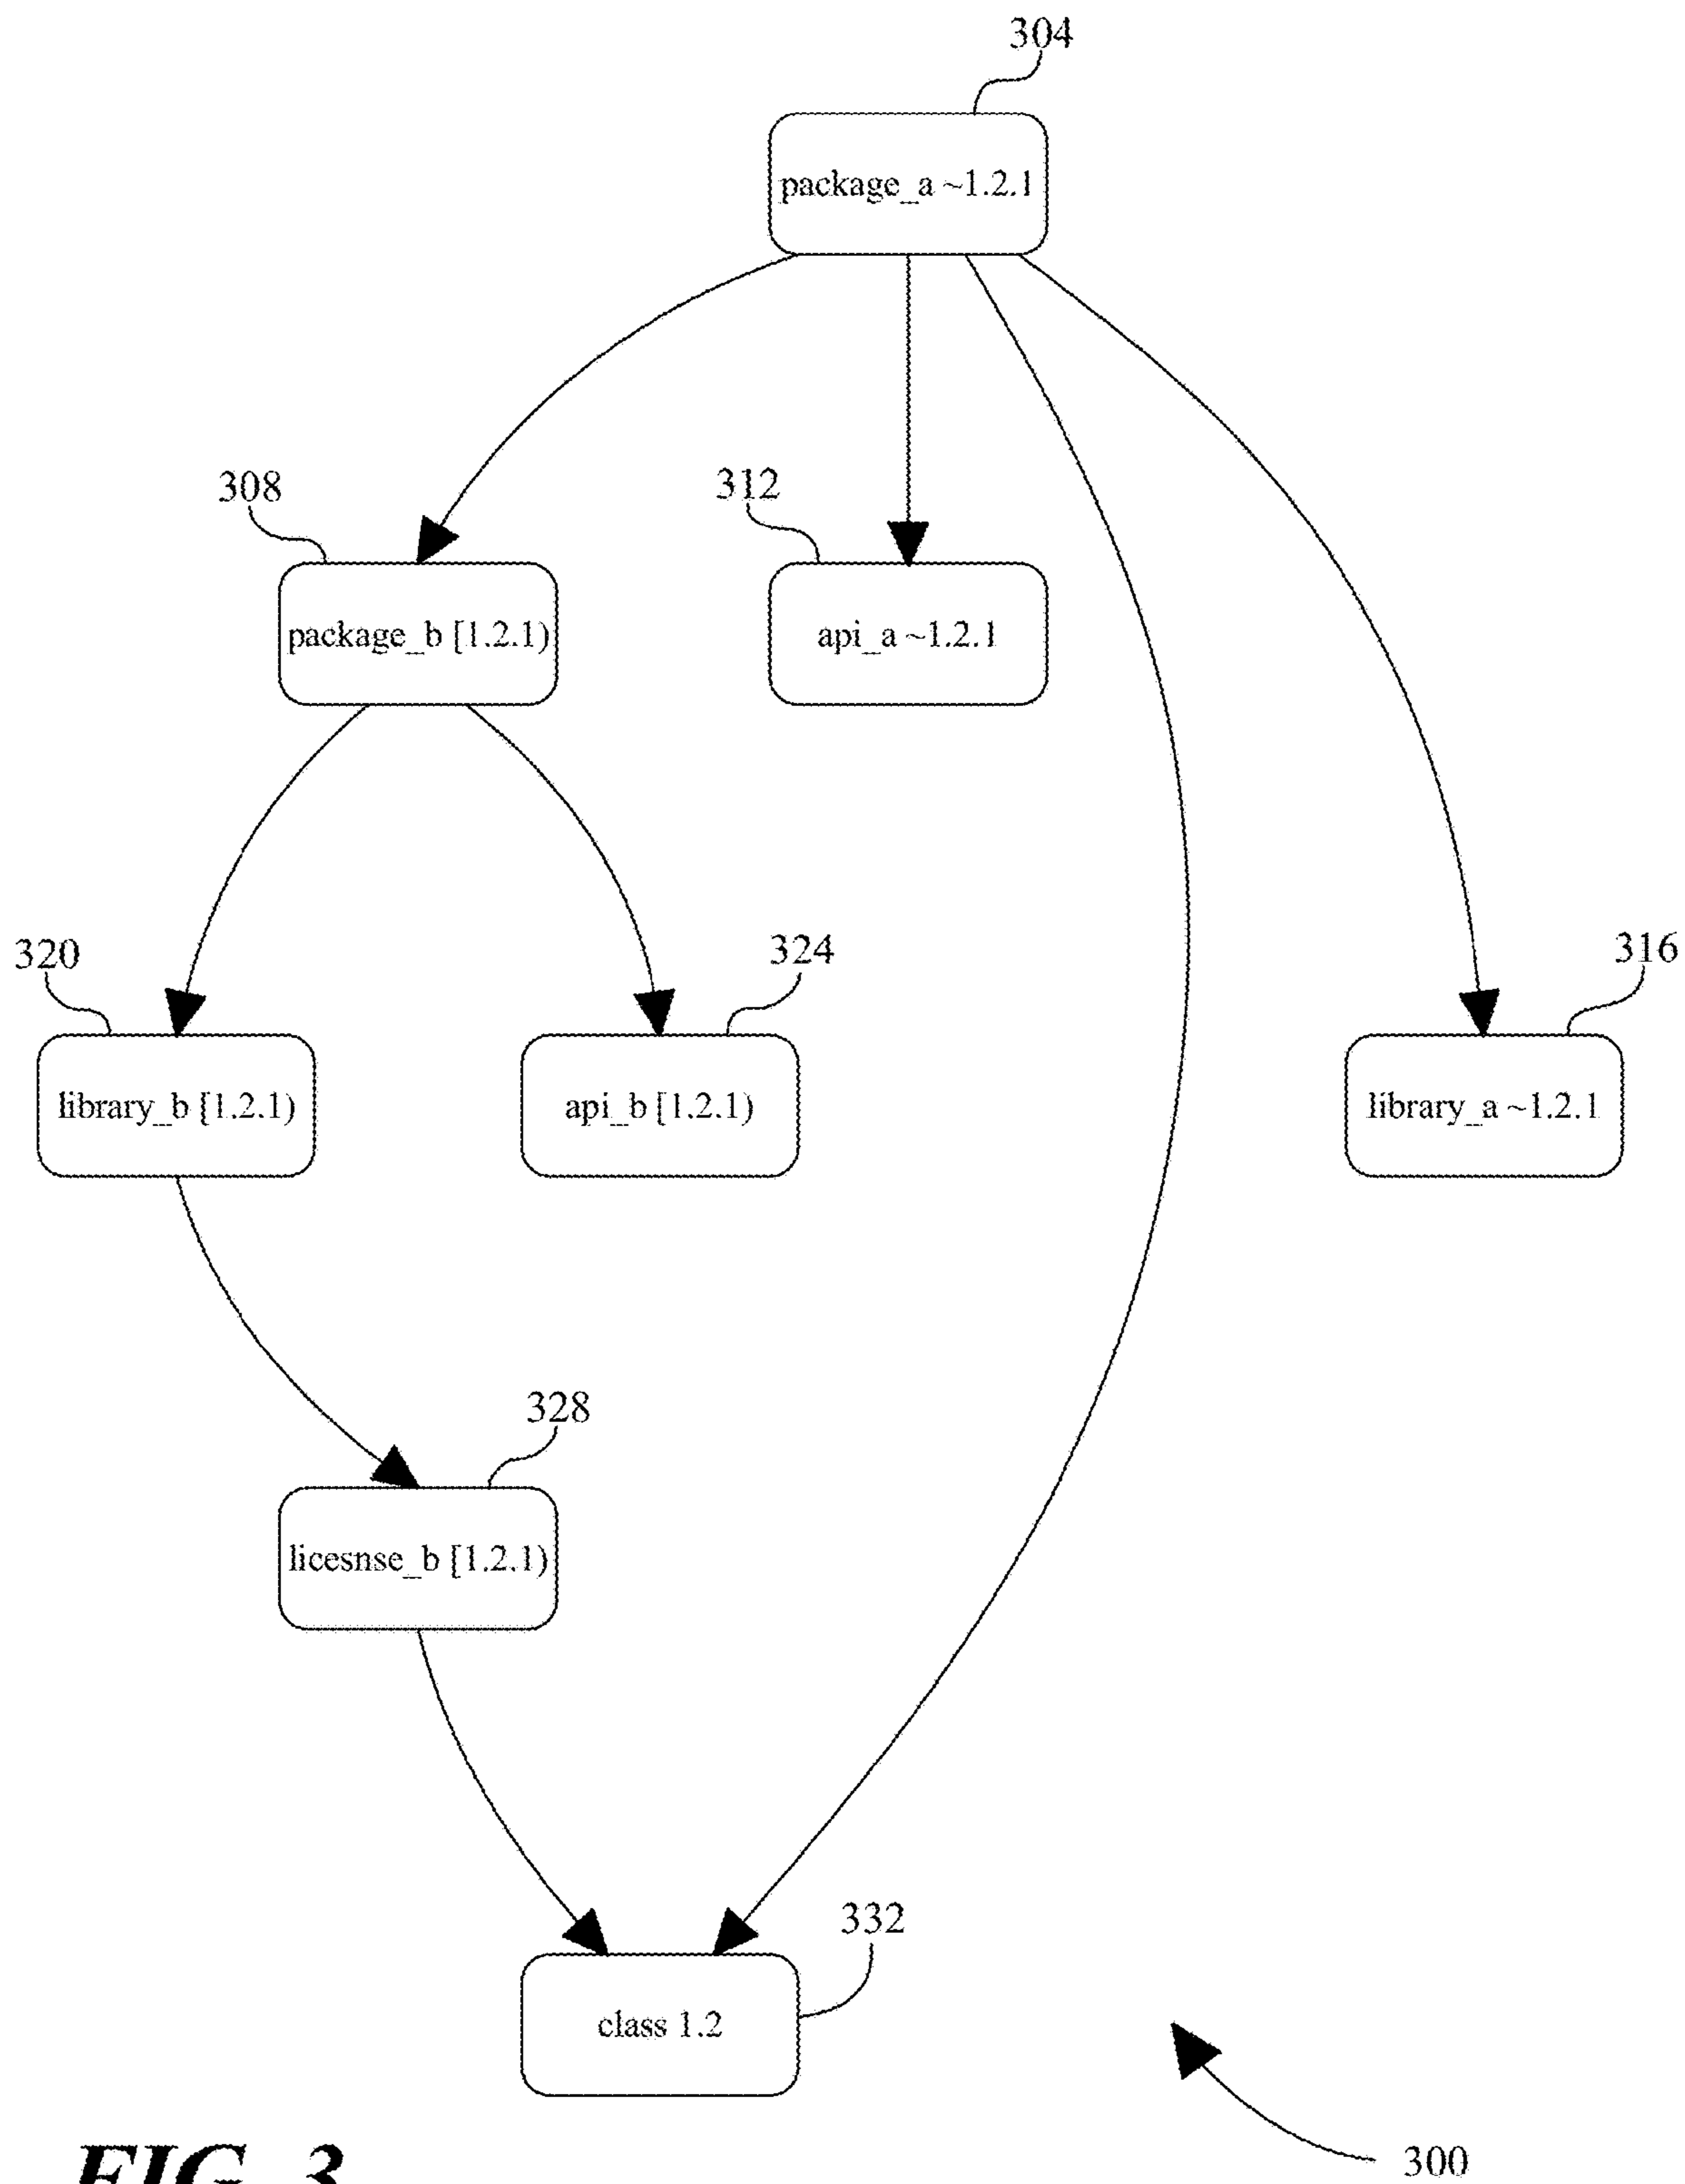 304
package_a ~1.2.1
308
312
package_b [1.2.1)
api_a ~1.2.1
320
324
316
library_b [1.2.1)
api_b [1.2.1)
library_a ~1.2.1
328
licesnse_b [1.2.1)
332
class 1.2
300
FIG. 3